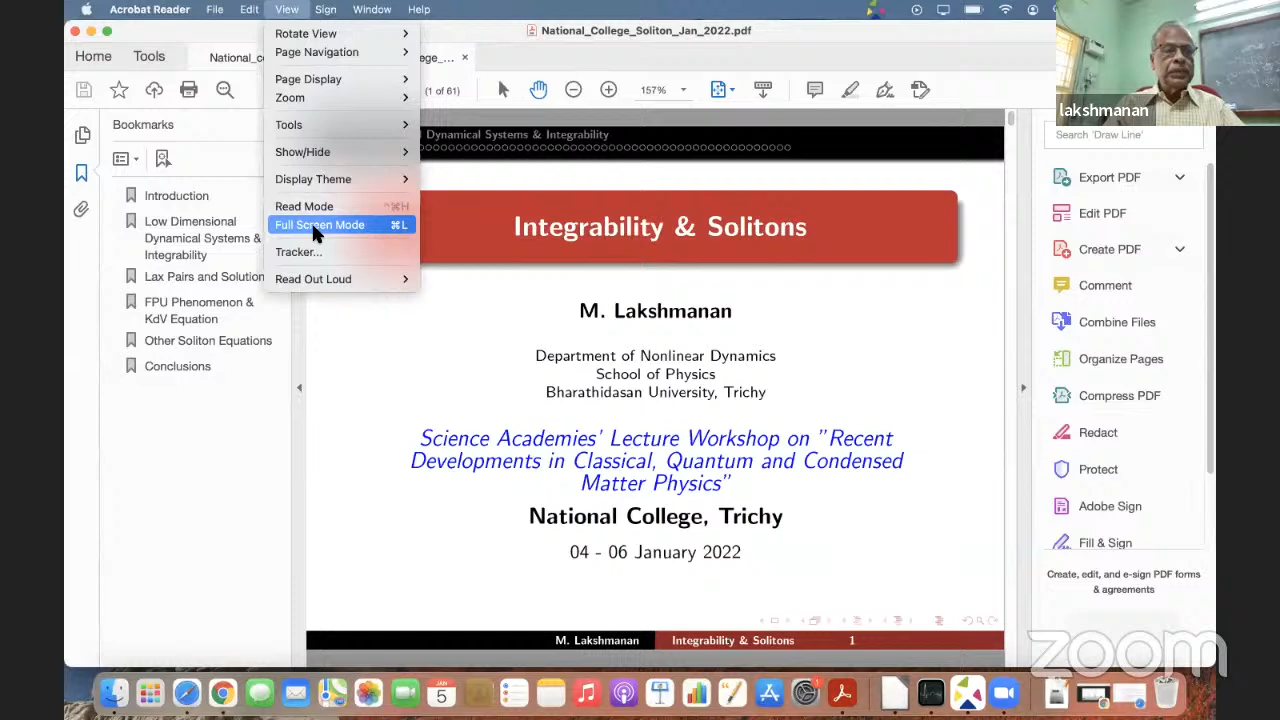 Acrobat Reader File Edit View Sign Window Help
National_College_Soliton_Jan_2022.pdf
lakshmanan
Home Tools
(1 of 61)
157%
Rotate View
Page Navigation
Page Display
Zoom
Tools
Show/Hide
Display Theme
Read Mode ^⌘H
Full Screen Mode ⌘L
Tracker...
Read Out Loud
Bookmarks
Introduction
Low Dimensional
Dynamical Systems &
Integrability
Lax Pairs and Solution
FPU Phenomenon &
KdV Equation
Other Soliton Equations
Conclusions
Dynamical Systems & Integrability
Integrability & Solitons
M. Lakshmanan
Department of Nonlinear Dynamics
School of Physics
Bharathidasan University, Trichy
Science Academies' Lecture Workshop on "Recent
Developments in Classical, Quantum and Condensed
Matter Physics"
National College, Trichy
04 - 06 January 2022
M. Lakshmanan Integrability & Solitons 1
Search 'Draw Line'
Export PDF
Edit PDF
Create PDF
Comment
Combine Files
Organize Pages
Compress PDF
Redact
Protect
Adobe Sign
Fill & Sign
Create, edit, and e-sign PDF forms
& agreements
zoom
JAN
5